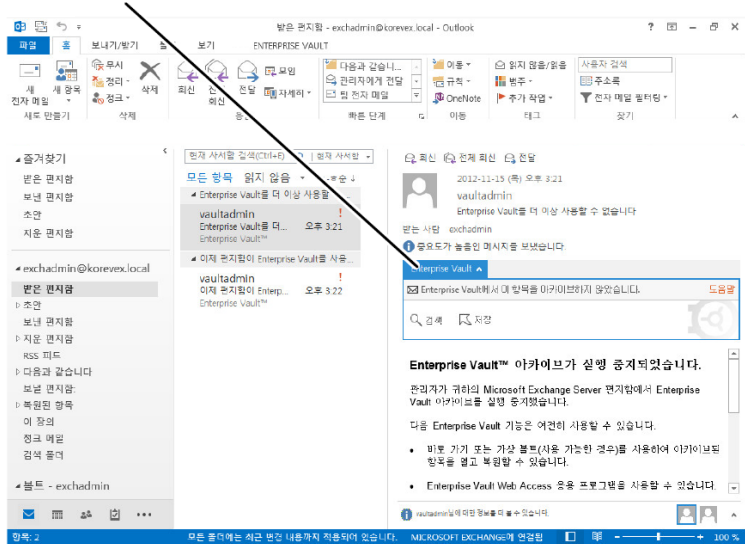 받은 편지함 - exchadmin@korevex.local - Outlook
파일 홈 보내기/받기 보기 ENTERPRISE VAULT
새 전자 메일
새 항목
무시
정리
정크
삭제
회신
전달
모임
자세히
다음과 같습니...
관리자에게 전달
팀 전자 메일
이동
규칙
OneNote
읽지 않음/읽음
범주
추가 작업
사용자 검색
주소록
전자 메일 필터링
새로 만들기 삭제 빠른 단계 이동 태그 찾기
즐겨찾기
받은 편지함
보낸 편지함
초안
지운 편지함
exchadmin@korevex.local
받은 편지함
초안
보낸 편지함
지운 편지함
RSS 피드
다음과 같습니다
보낼 편지함
복원된 항목
이 장의
정크 메일
검색 폴더
볼트 - exchadmin
현재 사서함 검색(Ctrl+E) 현재 사서함
모든 항목 읽지 않음
Enterprise Vault를 더 이상 사용할
vaultadmin !
Enterprise Vault를 더... 오후 3:21
Enterprise Vault™
이제 편지함이 Enterprise Vault를 사용...
vaultadmin !
이제 편지함이 Enterp... 오후 3:22
Enterprise Vault™
회신 전체 회신 전달
2012-11-15 (목) 오후 3:21
vaultadmin
Enterprise Vault를 더 이상 사용할 수 없습니다
받는 사람 exchadmin
중요도가 높음인 메시지를 보냈습니다.
Enterprise Vault
Enterprise Vault에서 이 항목을 아카이브하지 않았습니다. 도움말
검색 저장
Enterprise Vault™ 아카이브가 실행 중지되었습니다.
관리자가 귀하의 Microsoft Exchange Server 편지함에서 Enterprise
Vault 아카이브를 실행 중지했습니다.
다음 Enterprise Vault 기능은 여전히 사용할 수 있습니다.
• 바로 가기 또는 가상 볼트(사용 가능한 경우)를 사용하여 아카이브된
항목을 열고 복원할 수 있습니다.
• Enterprise Vault Web Access 응용 프로그램을 사용할 수 있습니다.
vaultadmin님에 대한 정보를 더 볼 수 있습니다.
항목: 2 모든 폴더에는 최근 변경 내용까지 적용되어 있습니다. MICROSOFT EXCHANGE에 연결됨 100 %